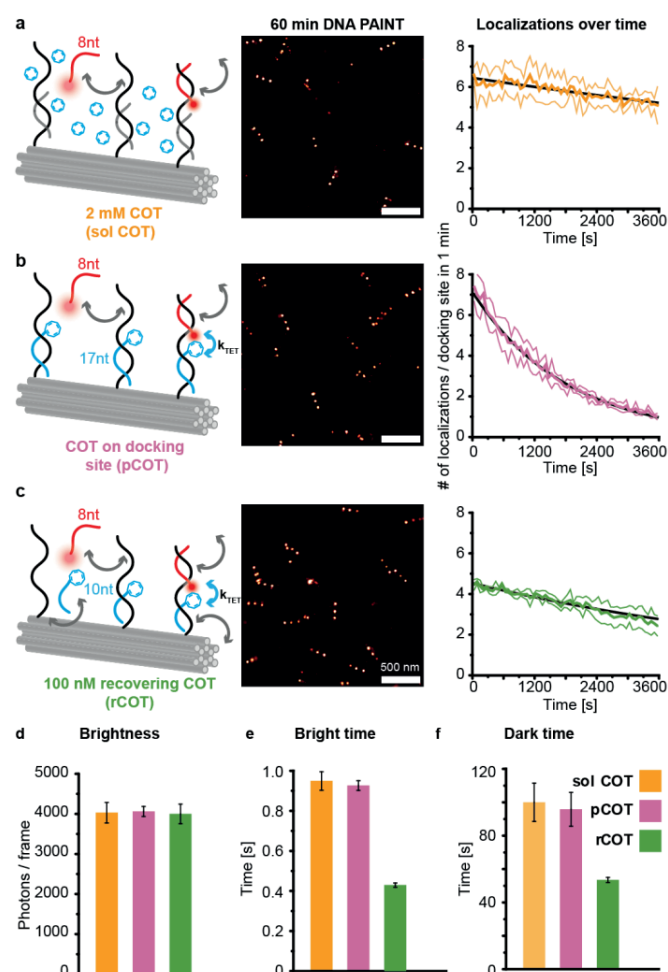 a
60 min DNA PAINT
Localizations over time
8nt
2 mM COT
(sol COT)
8
6
4
2
0
0 1200 2400 3600
Time [s]
b
8nt
17nt
kTET
COT on docking
site (pCOT)
# of localizations / docking site in 1 min
8
6
4
2
0
0 1200 2400 3600
Time [s]
c
8nt
10nt
kTET
100 nM recovering COT
(rCOT)
500 nm
8
6
4
2
0
0 1200 2400 3600
Time [s]
d Brightness
Photons / frame
5000
4000
3000
2000
1000
0
e Bright time
Time [s]
1.0
0.8
0.6
0.4
0.2
0
f Dark time
Time [s]
120
80
40
0
sol COT
pCOT
rCOT